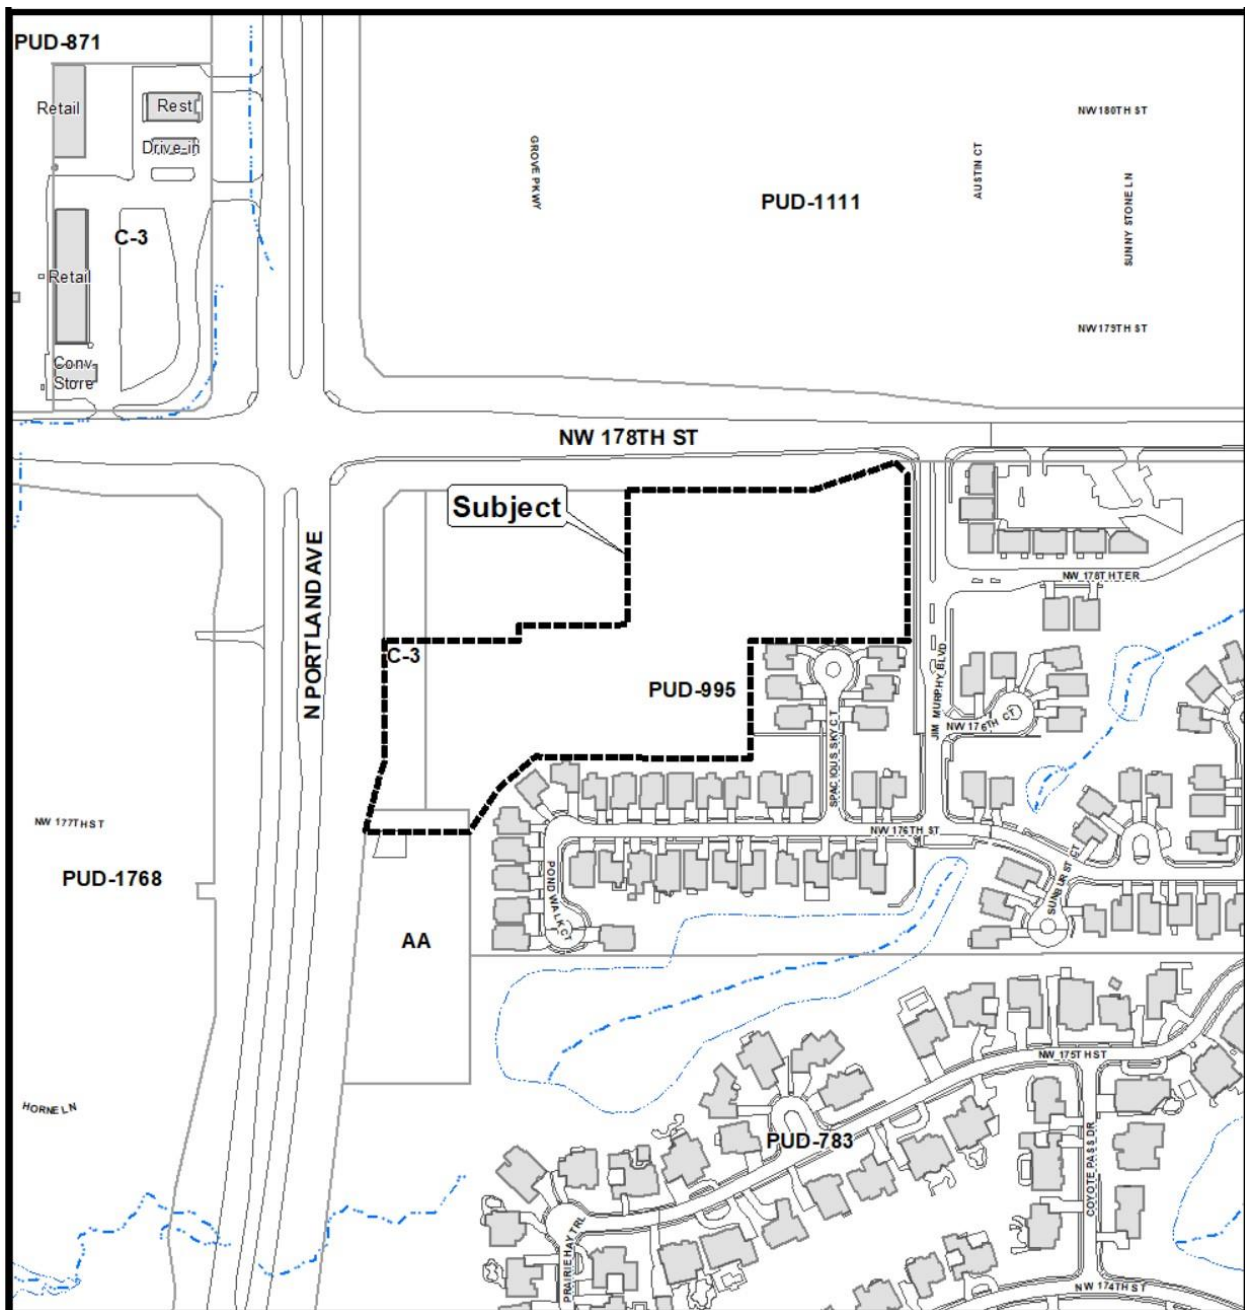 PUD-871
Retail
Rest
Drive-in
GROVE PKWY
AUSTIN CT
NW 180TH ST
SUNNY STONE LN
PUD-1111
C-3
Retail
NW 179TH ST
Conv
Store
NW 178TH ST
Subject
N PORTLAND AVE
NW 178TH TER
C-3
PUD-995
JIM MURPHY BLVD
NW 176TH CT
SPACIOUS SKY CT
NW 177TH ST
NW 176TH ST
PUD-1768
POND WALK CT
SUNBURST CT
AA
NW 175TH ST
HORNE LN
PUD-783
COYOTE PASS DR
PRAIRIE HAY TRL
NW 174TH ST